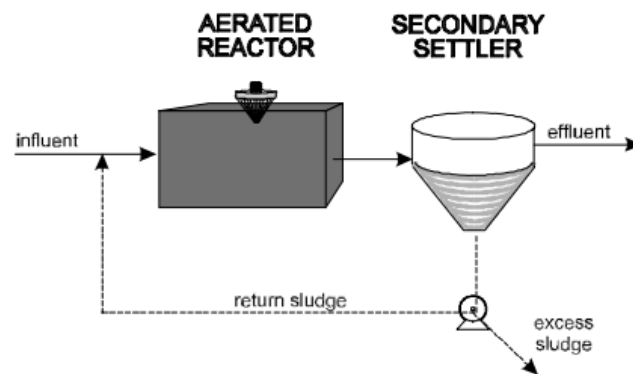 AERATED
REACTOR
SECONDARY
SETTLER
influent
effluent
return sludge
excess
sludge